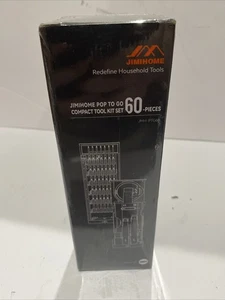 JIMIHOME
Redefine Household Tools
JIMIHOME POP TO GO
COMPACT TOOL KIT SET 60-PIECES